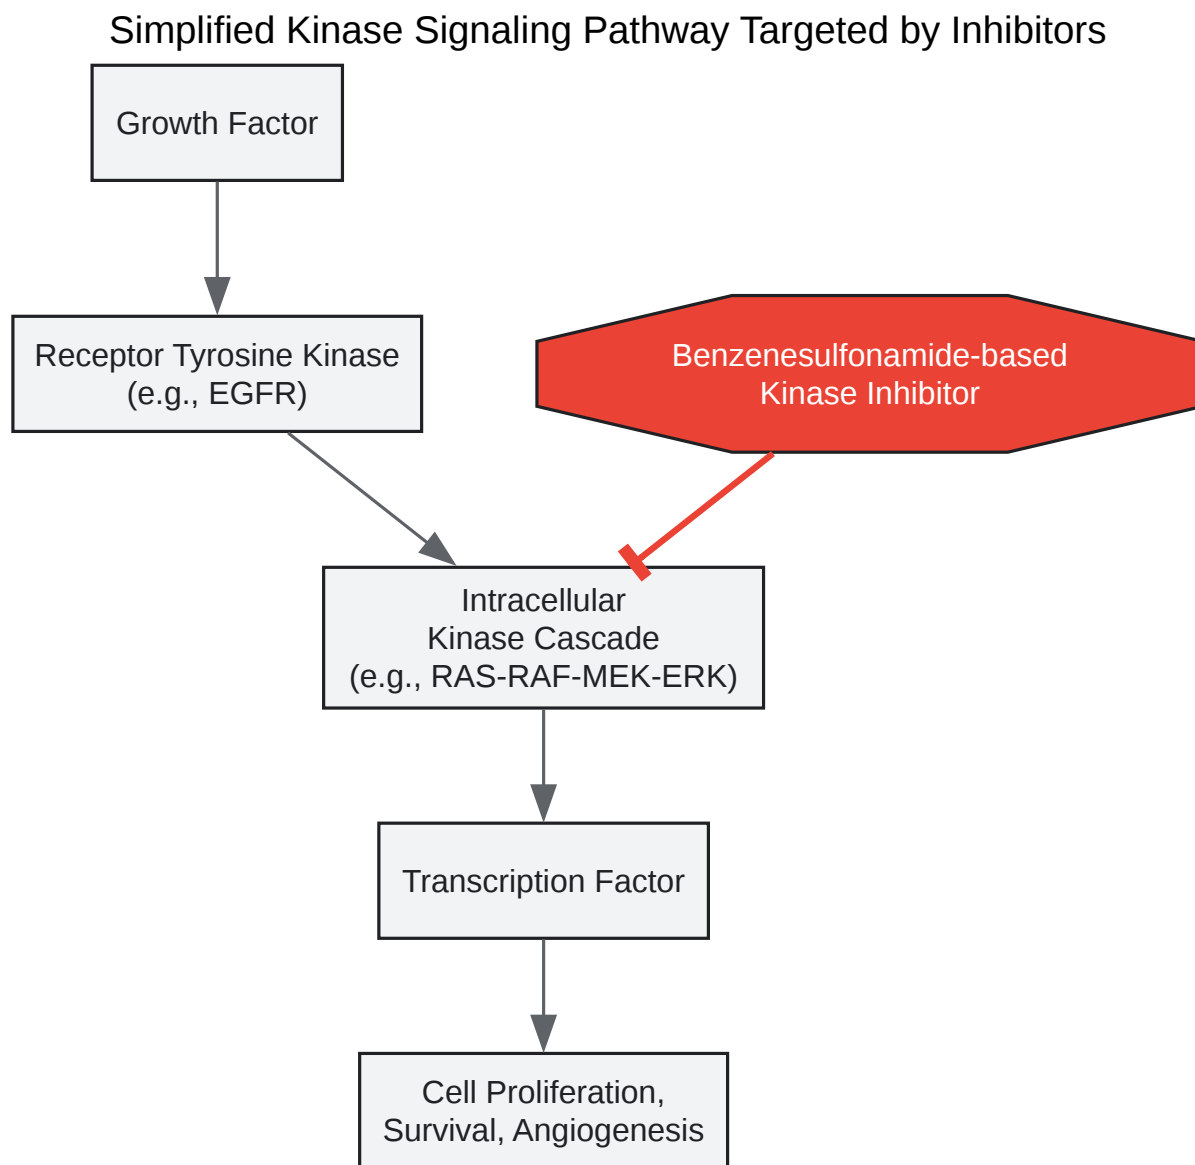 Simplified Kinase Signaling Pathway Targeted by Inhibitors
Growth Factor
Receptor Tyrosine Kinase
(e.g., EGFR)
Benzenesulfonamide-based
Kinase Inhibitor
Intracellular
Kinase Cascade
(e.g., RAS-RAF-MEK-ERK)
Transcription Factor
Cell Proliferation,
Survival, Angiogenesis